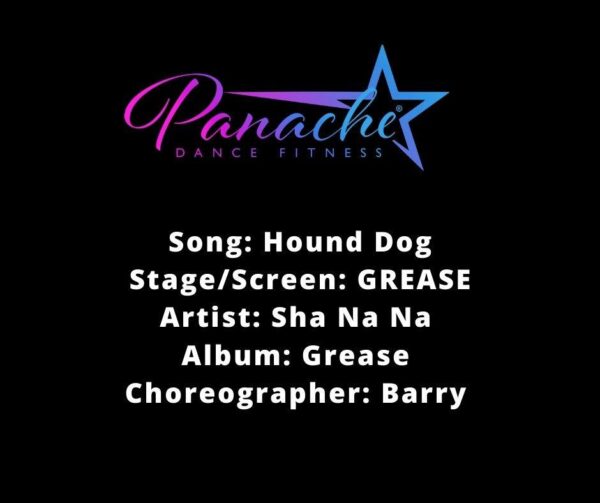 Panache®
DANCE FITNESS
Song: Hound Dog
Stage/Screen: GREASE
Artist: Sha Na Na
Album: Grease
Choreographer: Barry